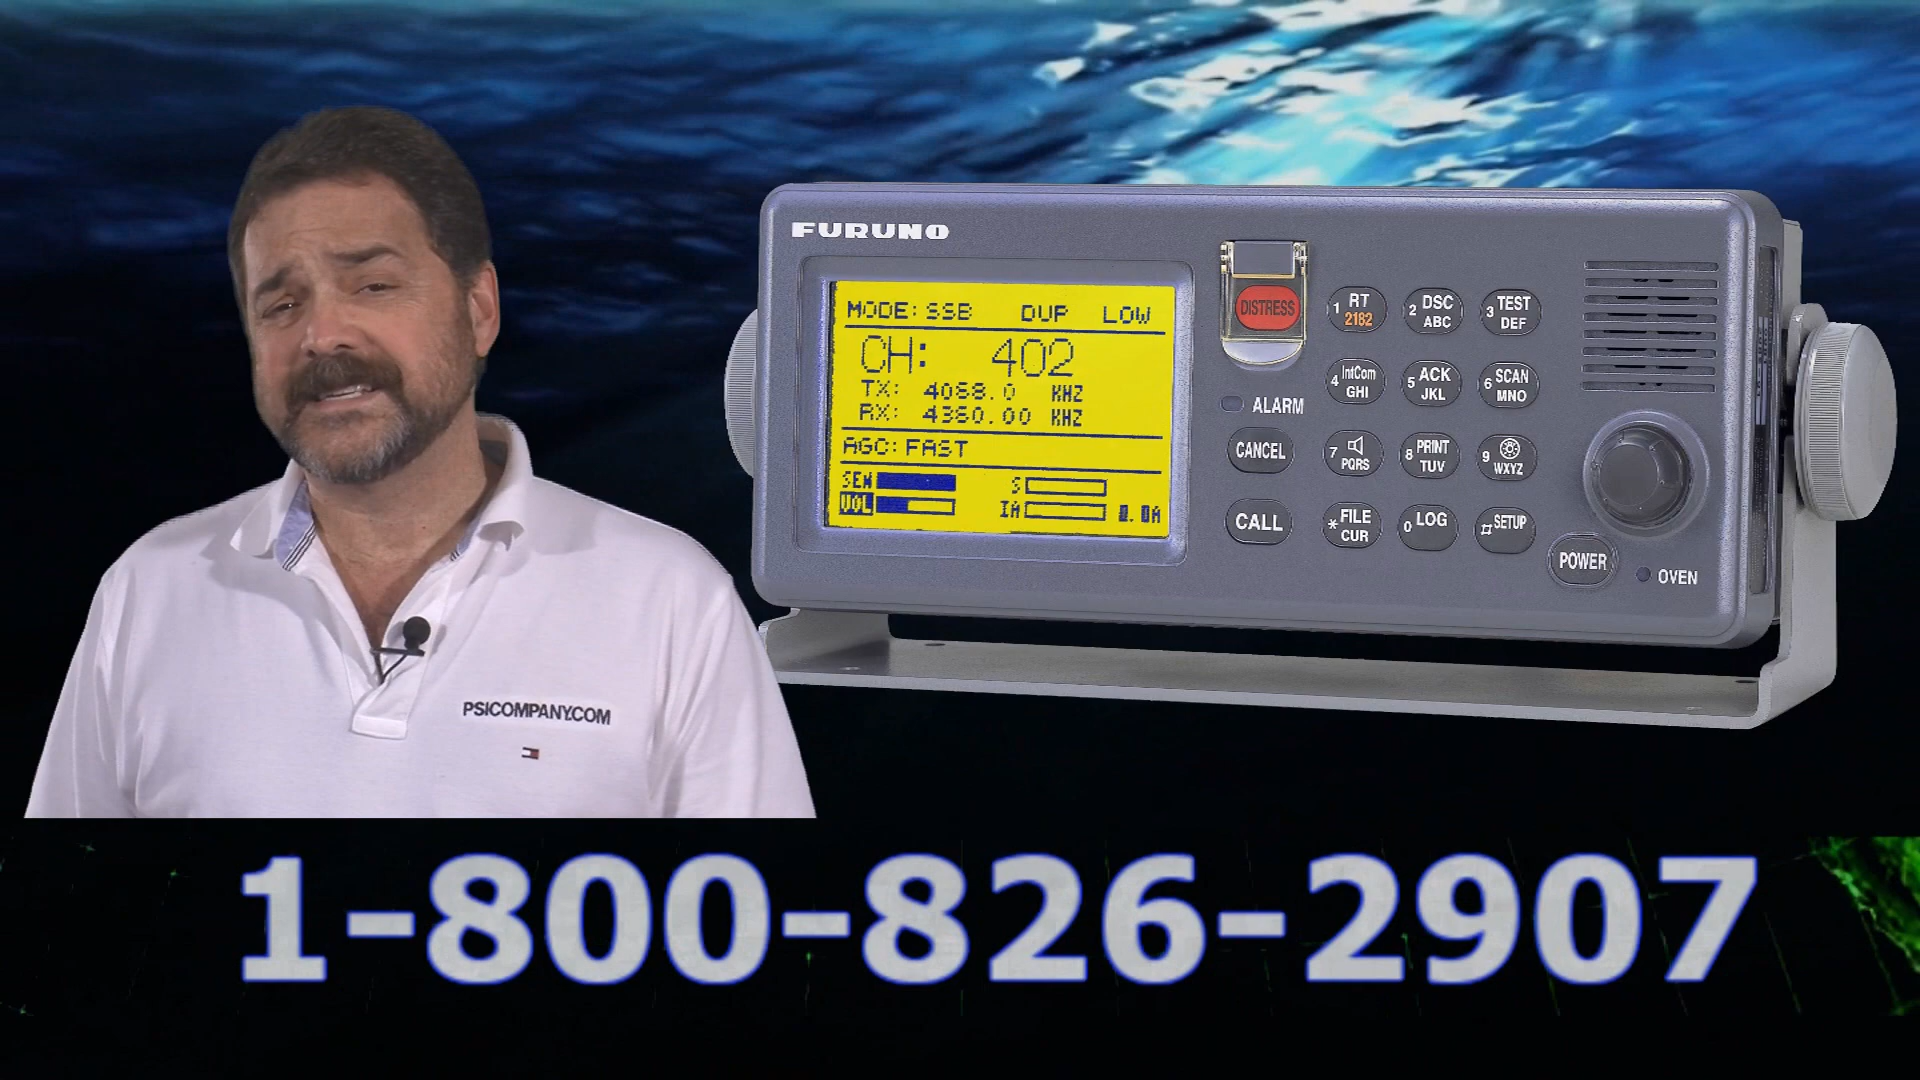 FURUNO
MODE: SSB DUP LOW
CH: 402
TX: 4068.0 KHZ
RX: 4360.00 KHZ
AGC: FAST
SEN S
VOL IA 0.0A
DISTRESS
ALARM
CANCEL
CALL
1 RT 2182
2 DSC ABC
3 TEST DEF
4 IntCom GHI
5 ACK JKL
6 SCAN MNO
7 PQRS
8 PRINT TUV
9 WXYZ
* FILE CUR
0 LOG
# SETUP
POWER
OVEN
PSICOMPANY.COM
1-800-826-2907